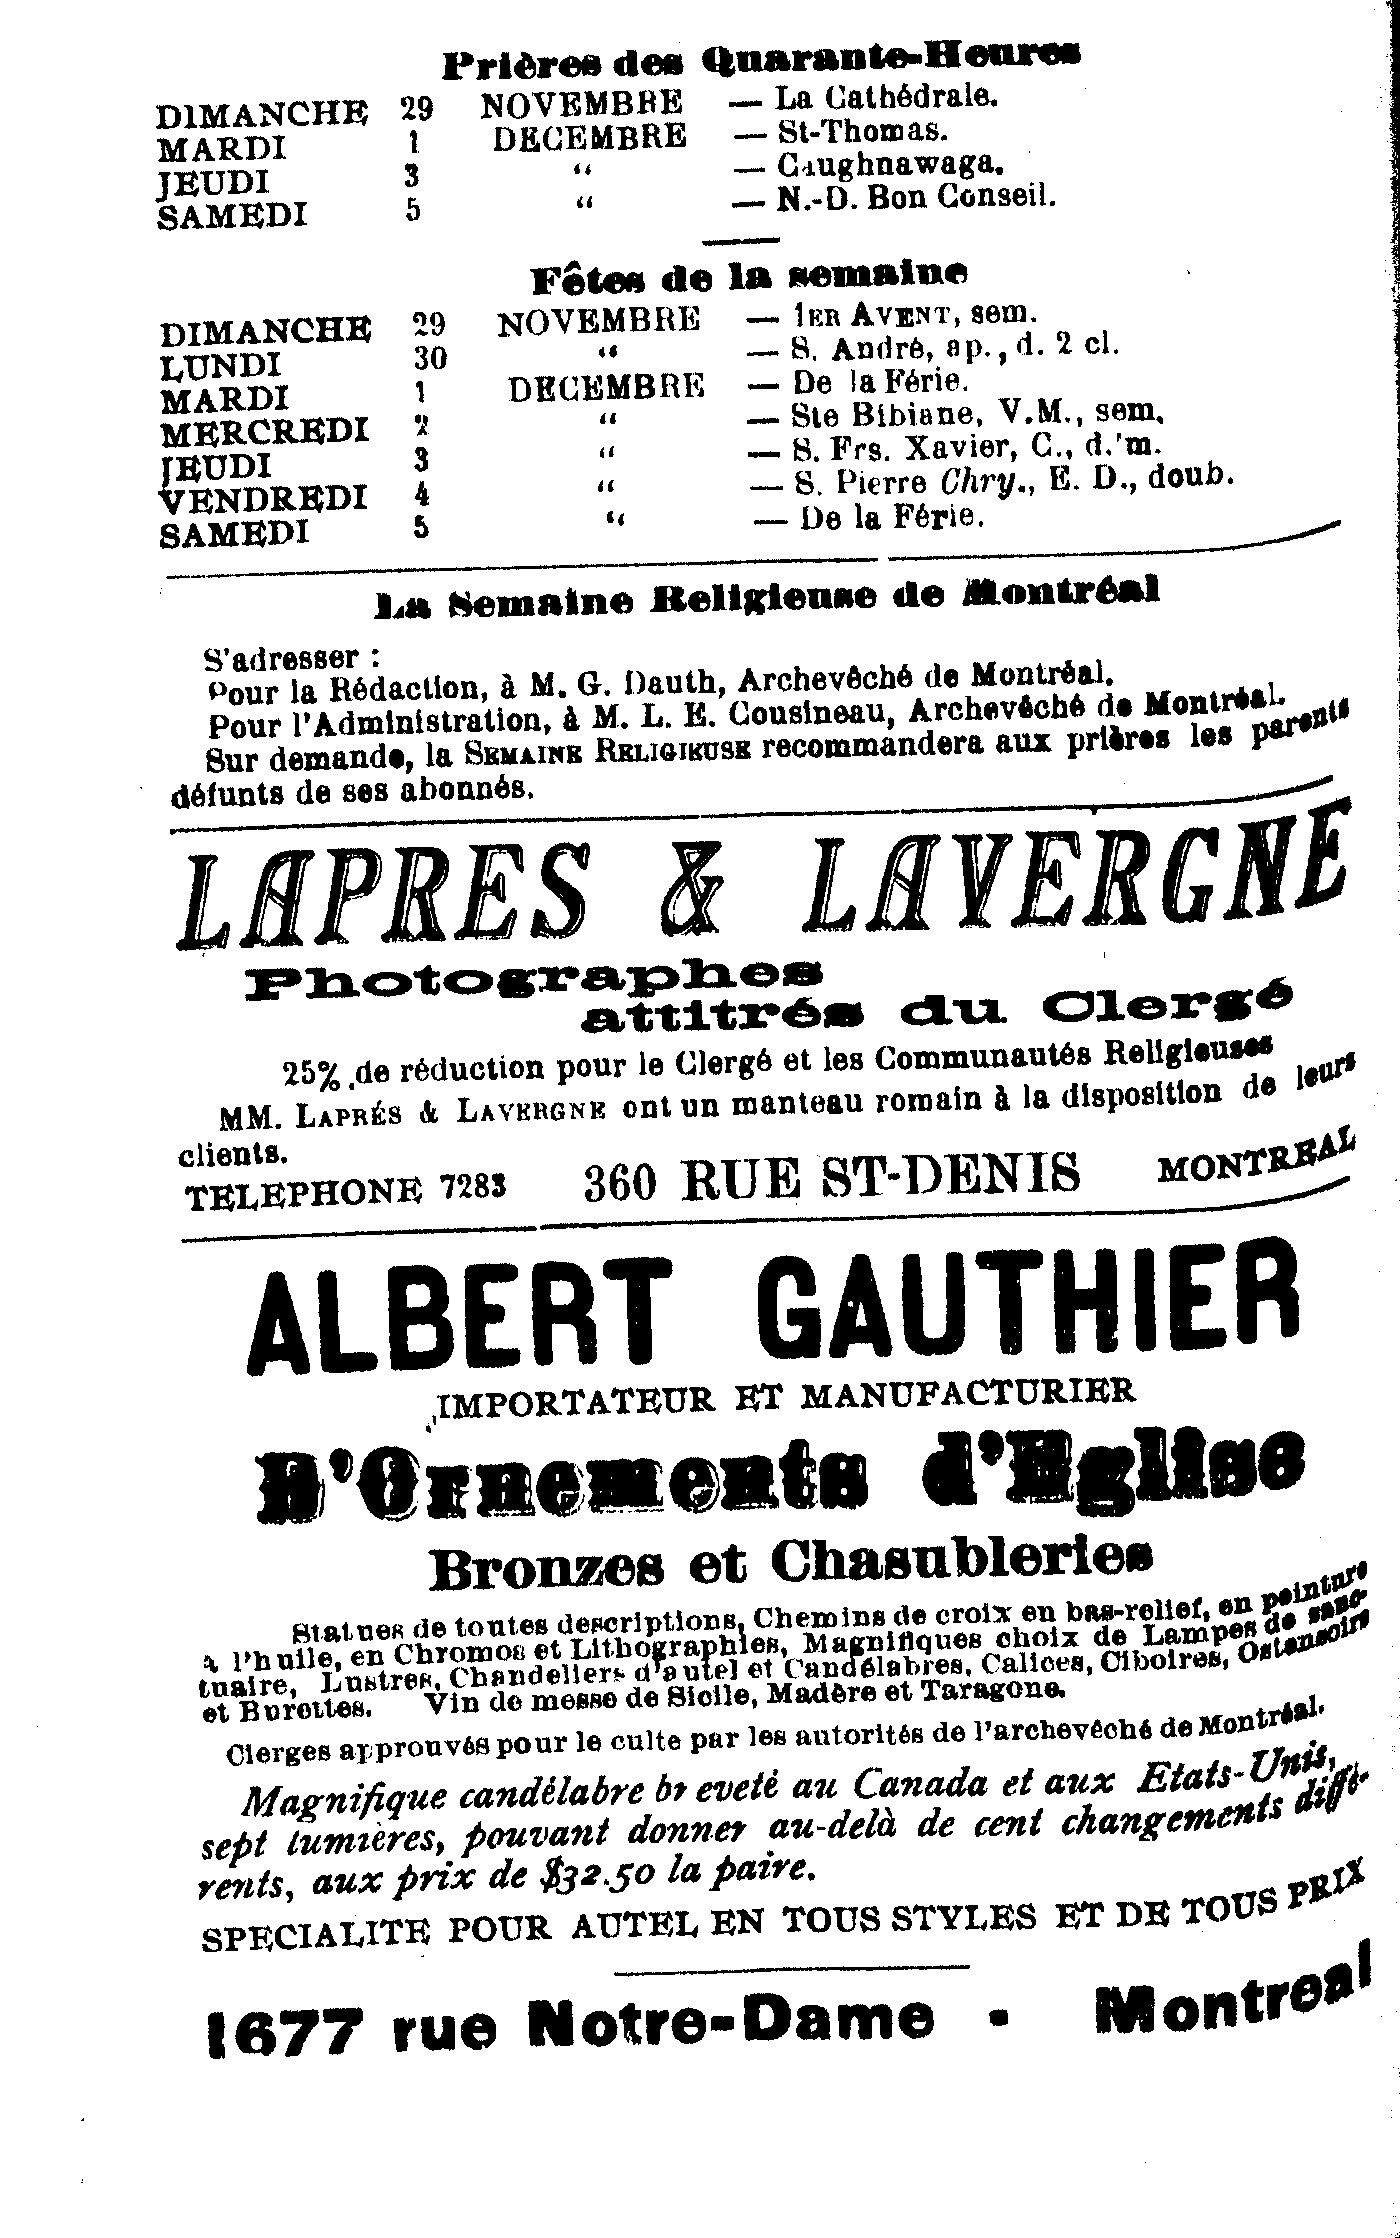 Prières des Quarante-Heures
DIMANCHE 29 NOVEMBRE — La Cathédrale.
MARDI 1 DECEMBRE — St-Thomas.
JEUDI 3 “ — Caughnawaga.
SAMEDI 5 “ — N.-D. Bon Conseil.
Fêtes de la semaine
DIMANCHE 29 NOVEMBRE — 1ER AVENT, sem.
LUNDI 30 “ — S. André, ap., d. 2 cl.
MARDI 1 DECEMBRE — De la Férie.
MERCREDI 2 “ — Ste Bibiane, V.M., sem.
JEUDI 3 “ — S. Frs. Xavier, C., d.'m.
VENDREDI 4 “ — S. Pierre Chry., E. D., doub.
SAMEDI 5 “ — De la Férie.
La Semaine Religieuse de Montréal
S'adresser :
Pour la Rédaction, à M. G. Dauth, Archevêché de Montréal.
Pour l'Administration, à M. L. E. Cousineau, Archevêché de Montréal.
Sur demande, la SEMAINE RELIGIEUSE recommandera aux prières les parents
défunts de ses abonnés.
LAPRES & LAVERGNE
Photographes
attitrés du Clergé
25% de réduction pour le Clergé et les Communautés Religieuses
MM. LAPRÉS & LAVERGNE ont un manteau romain à la disposition de leurs
clients.
TELEPHONE 7283 360 RUE ST-DENIS MONTREAL
ALBERT GAUTHIER
IMPORTATEUR ET MANUFACTURIER
D'Ornements d'Eglise
Bronzes et Chasubleries
Statues de toutes descriptions, Chemins de croix en bas-relief, en peinture
à l'huile, en Chromos et Lithographies, Magnifiques choix de Lampes de sanc-
tuaire, Lustres, Chandeliers d'autel et Candélabres, Calices, Ciboires, Ostensoirs
et Burettes. Vin de messe de Sicile, Madère et Taragone.
Cierges approuvés pour le culte par les autorités de l'archevêché de Montréal.
Magnifique candélabre breveté au Canada et aux Etats-Unis,
sept lumières, pouvant donner au-delà de cent changements diffé-
rents, aux prix de $32.50 la paire.
SPECIALITE POUR AUTEL EN TOUS STYLES ET DE TOUS PRIX
1677 rue Notre-Dame - Montreal